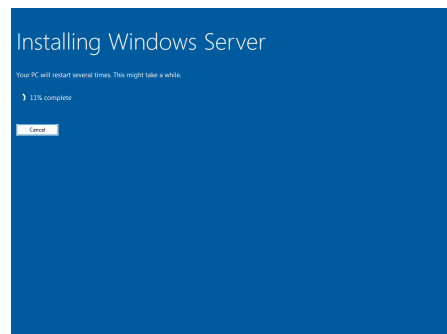 Installing Windows Server
Your PC will restart several times. This might take a while.
11% complete
Cancel